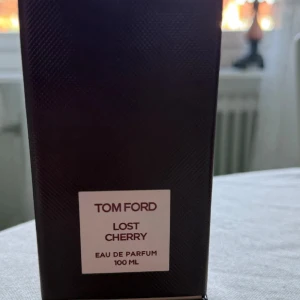 TOM FORD
LOST
CHERRY
EAU DE PARFUM
100 ML